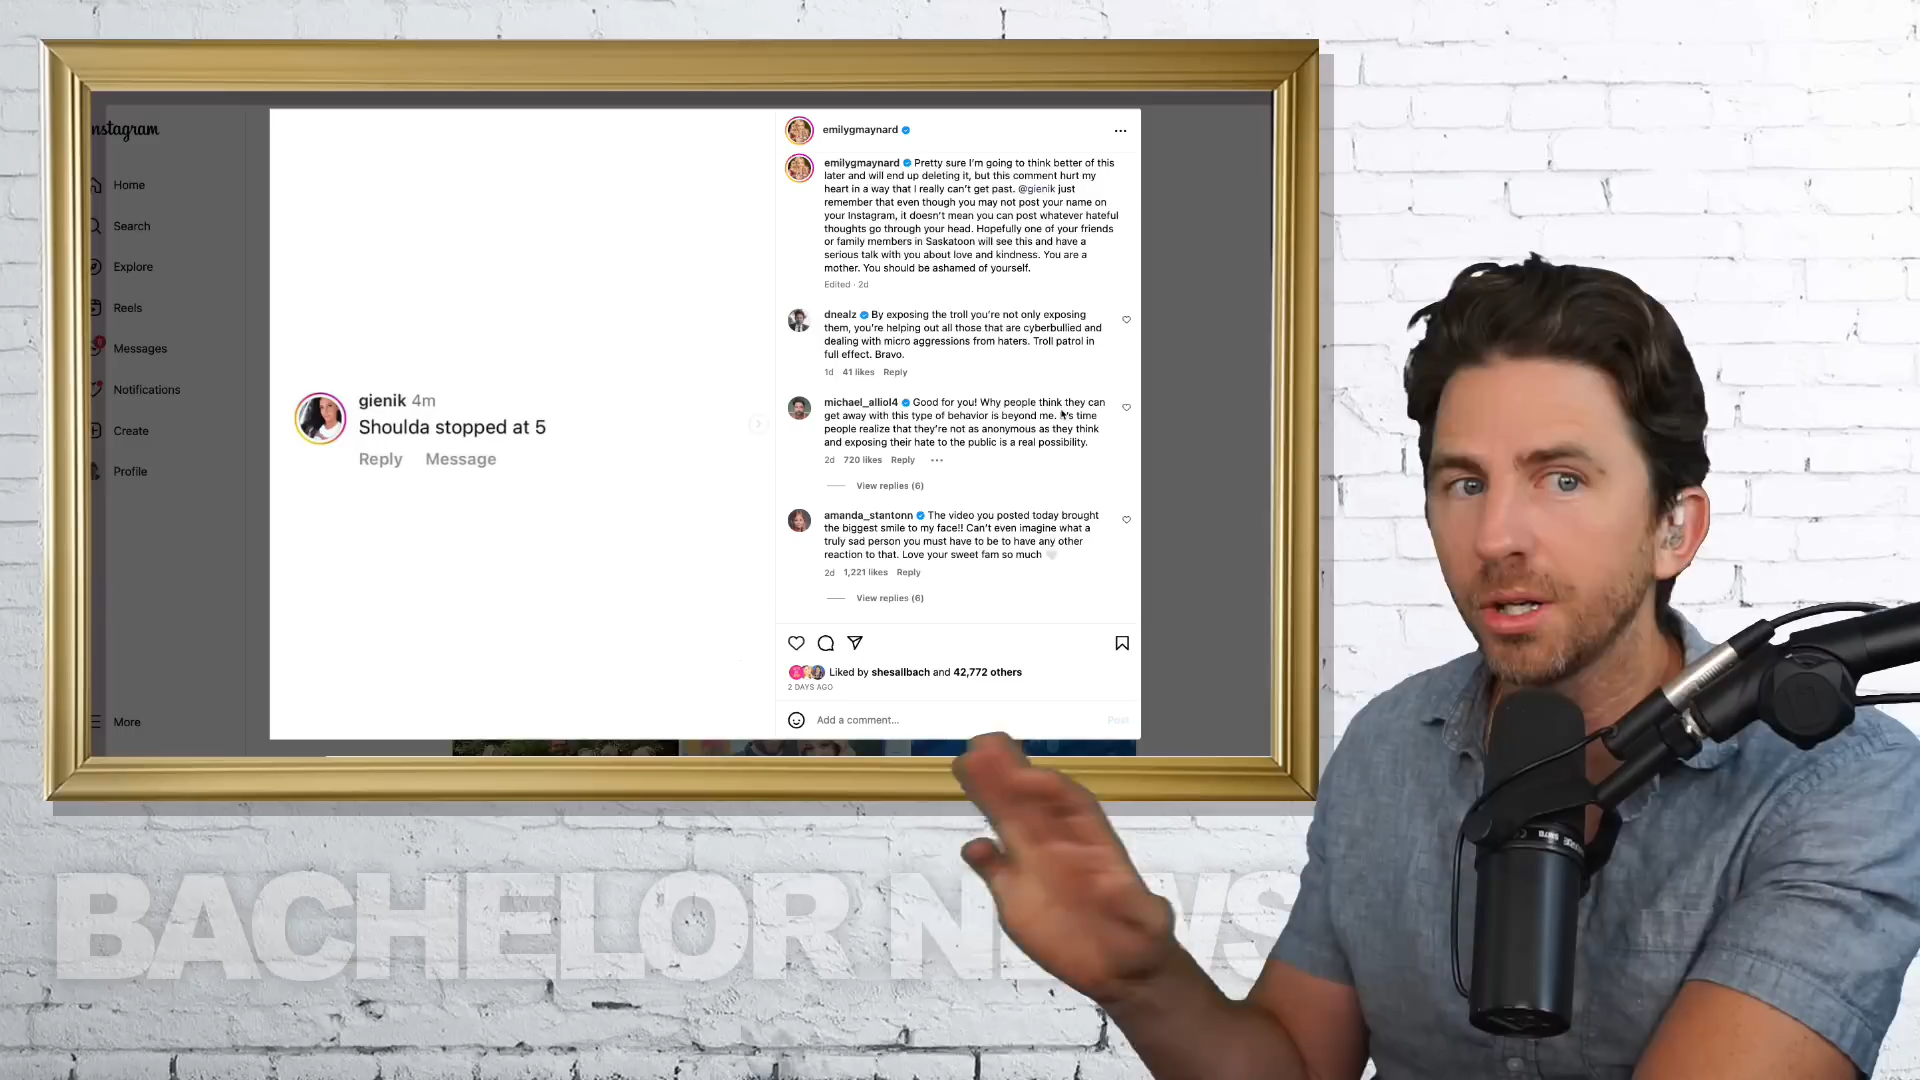 nstagram
Home
Search
Explore
Reels
Messages
Notifications
Create
Profile
More
gienik 4m
Shoulda stopped at 5
Reply Message
emilygmaynard
emilygmaynard Pretty sure I'm going to think better of this
later and will end up deleting it, but this comment hurt my
heart in a way that I really can't get past. @gienik just
remember that even though you may not post your name on
your Instagram, it doesn't mean you can post whatever hateful
thoughts go through your head. Hopefully one of your friends
or family members in Saskatoon will see this and have a
serious talk with you about love and kindness. You are a
mother. You should be ashamed of yourself.
Edited · 2d
dnealz By exposing the troll you're not only exposing
them, you're helping out all those that are cyberbullied and
dealing with micro aggressions from haters. Troll patrol in
full effect. Bravo.
1d 41 likes Reply
michael_alliol4 Good for you! Why people think they can
get away with this type of behavior is beyond me. It's time
people realize that they're not as anonymous as they think
and exposing their hate to the public is a real possibility.
2d 720 likes Reply
View replies (6)
amanda_stantonn The video you posted today brought
the biggest smile to my face!! Can't even imagine what a
truly sad person you must have to be to have any other
reaction to that. Love your sweet fam so much
2d 1,221 likes Reply
View replies (6)
Liked by shesallbach and 42,772 others
2 DAYS AGO
Add a comment...
Post
BACHELOR NEWS